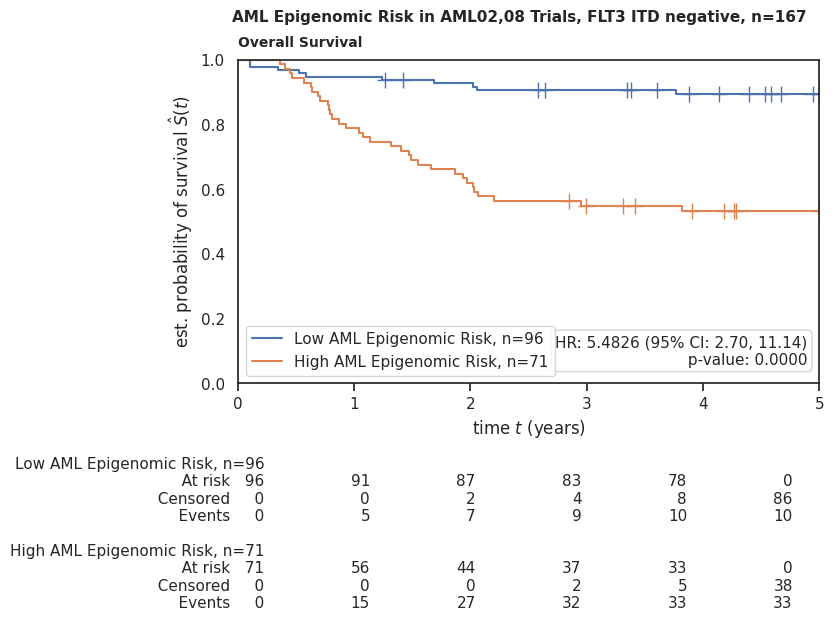 AML Epigenomic Risk in AML02,08 Trials, FLT3 ITD negative, n=167
Overall Survival
1.0
0.8
0.6
0.4
0.2
0.0
est. probability of survival Ŝ(t)
Low AML Epigenomic Risk, n=96
High AML Epigenomic Risk, n=71
HR: 5.4826 (95% CI: 2.70, 11.14)
p-value: 0.0000
0 1 2 3 4 5
time t (years)
Low AML Epigenomic Risk, n=96
At risk 96 91 87 83 78 0
Censored 0 0 2 4 8 86
Events 0 5 7 9 10 10
High AML Epigenomic Risk, n=71
At risk 71 56 44 37 33 0
Censored 0 0 0 2 5 38
Events 0 15 27 32 33 33